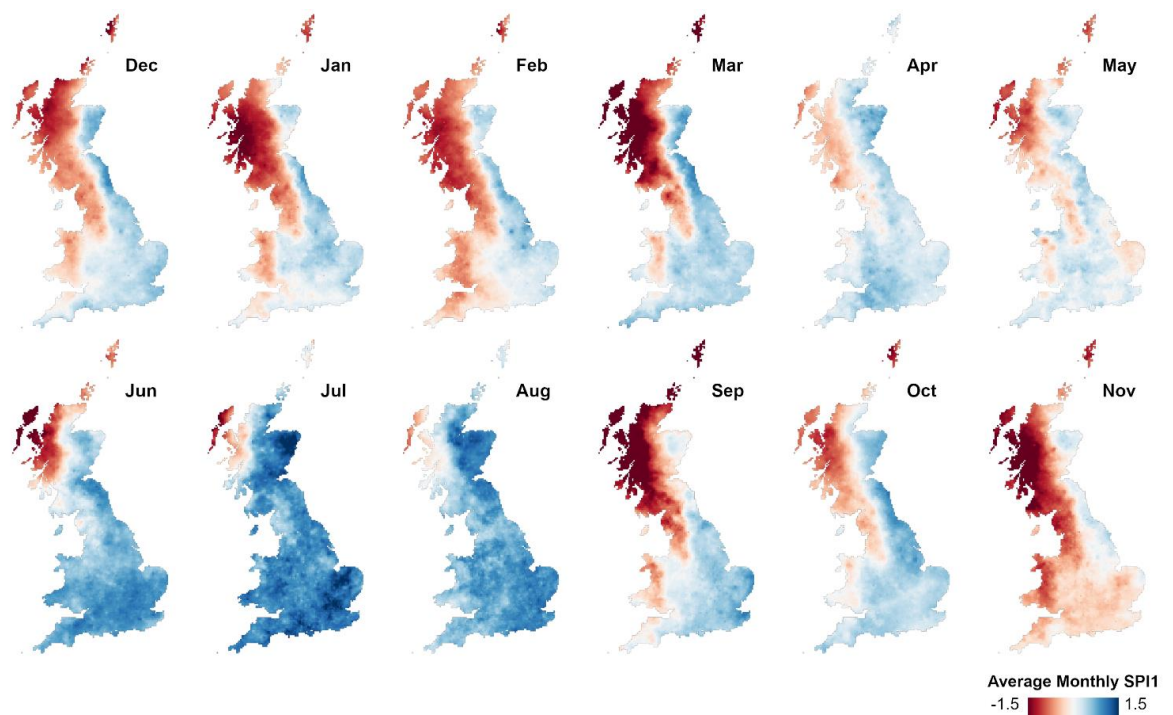 Dec
Jan
Feb
Mar
Apr
May
Jun
Jul
Aug
Sep
Oct
Nov
Average Monthly SPI1
-1.5 1.5